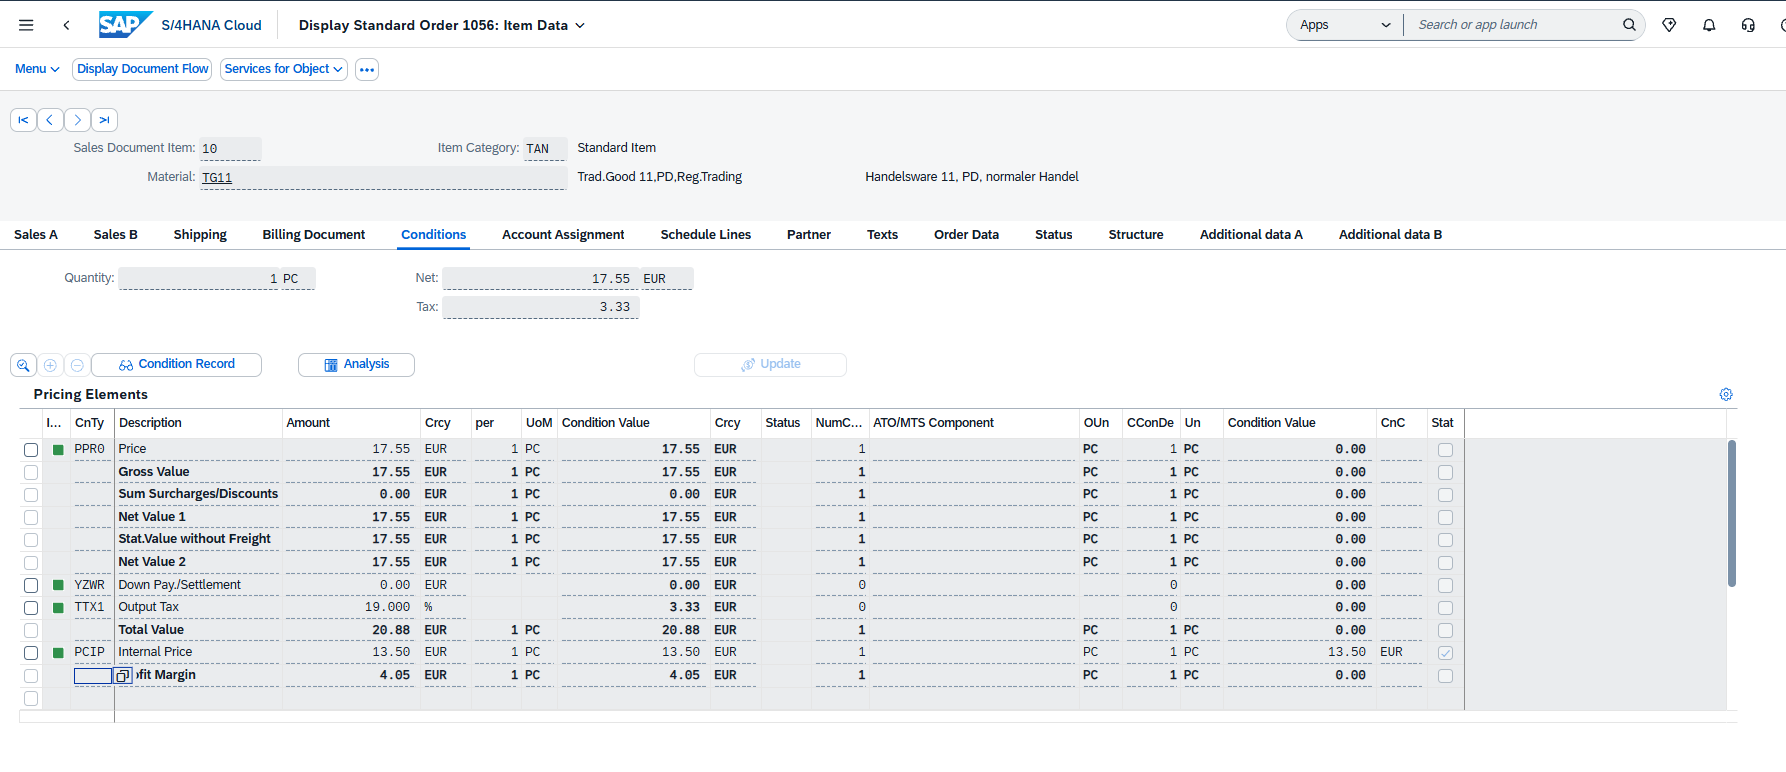 SAP S/4HANA Cloud Display Standard Order 1056: Item Data Apps Search or app launch
Menu Display Document Flow Services for Object
Sales Document Item: 10 Item Category: TAN Standard Item
Material: TG11 Trad.Good 11,PD,Reg.Trading Handelsware 11, PD, normaler Handel
Sales A Sales B Shipping Billing Document Conditions Account Assignment Schedule Lines Partner Texts Order Data Status Structure Additional data A Additional data B
Quantity: 1 PC Net: 17.55 EUR
Tax: 3.33
Condition Record Analysis Update
Pricing Elements
I... CnTy Description Amount Crcy per UoM Condition Value Crcy Status NumC... ATO/MTS Component OUn CConDe Un Condition Value CnC Stat
PPR0 Price 17.55 EUR 1 PC 17.55 EUR 1 PC 1 PC 0.00
Gross Value 17.55 EUR 1 PC 17.55 EUR 1 PC 1 PC 0.00
Sum Surcharges/Discounts 0.00 EUR 1 PC 0.00 EUR 1 PC 1 PC 0.00
Net Value 1 17.55 EUR 1 PC 17.55 EUR 1 PC 1 PC 0.00
Stat.Value without Freight 17.55 EUR 1 PC 17.55 EUR 1 PC 1 PC 0.00
Net Value 2 17.55 EUR 1 PC 17.55 EUR 1 PC 1 PC 0.00
YZWR Down Pay./Settlement 0.00 EUR 0.00 EUR 0 0 0.00
TTX1 Output Tax 19.000 % 3.33 EUR 0 0 0.00
Total Value 20.88 EUR 1 PC 20.88 EUR 1 PC 1 PC 0.00
PCIP Internal Price 13.50 EUR 1 PC 13.50 EUR 1 PC 1 PC 13.50 EUR
fit Margin 4.05 EUR 1 PC 4.05 EUR 1 PC 1 PC 0.00